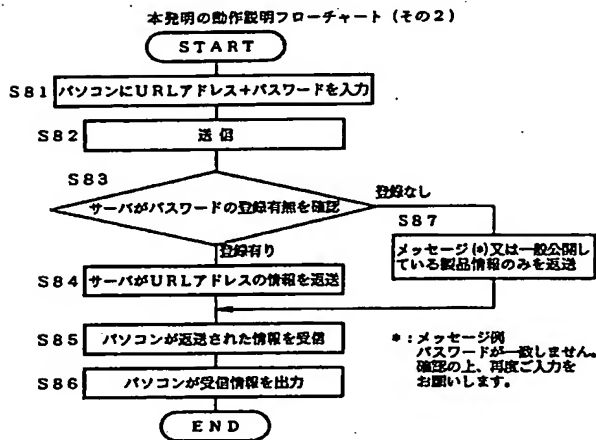 本発明の動作説明フローチャート (その2)
START
S81
パソコンにURLアドレス+パスワードを入力
S82
送信
S83
サーバがパスワードの登録有無を確認
登録なし
登録有り
S87
メッセージ(*)又は一般公開し
ている製品情報のみを返送
S84
サーバがURLアドレスの情報を返送
S85
パソコンが返送された情報を受信
S86
パソコンが受信情報を出力
END
*:メッセージ例
パスワードが一致しません。
確認の上、再度ご入力を
お願いします。